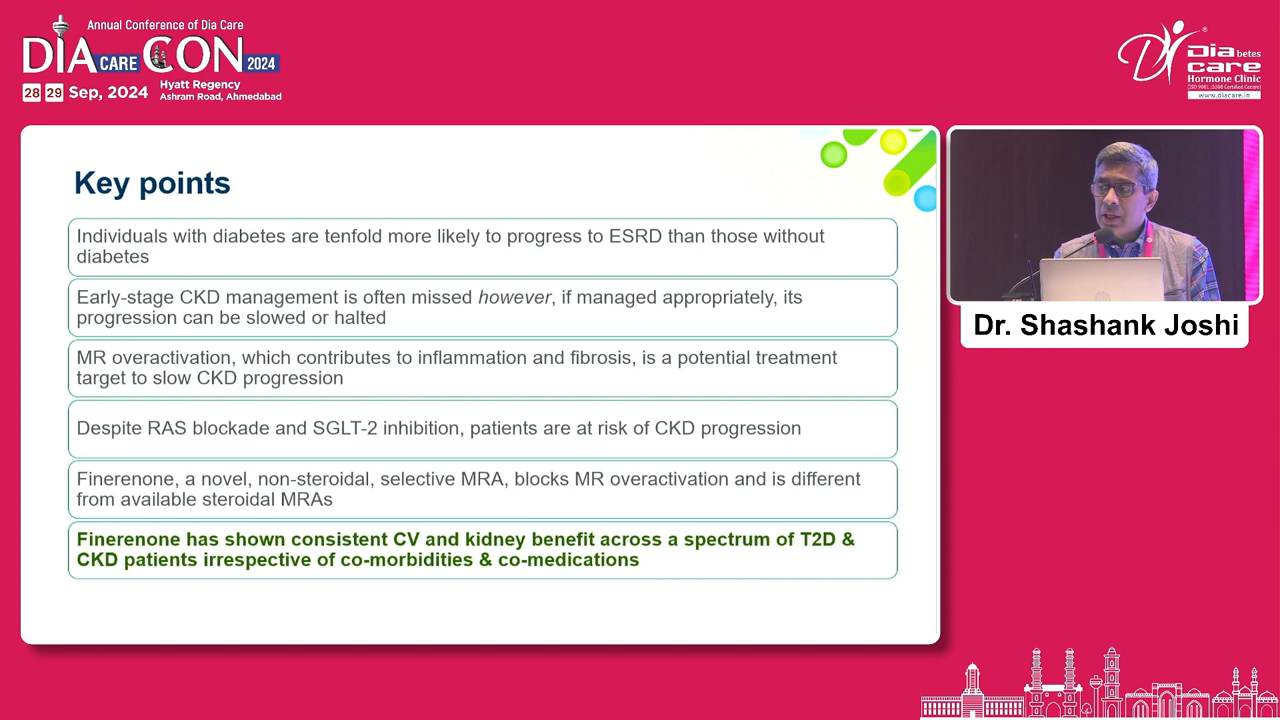 Annual Conference of Dia Care
DIA CARE CON 2024
28 29 Sep, 2024
Hyatt Regency
Ashram Road, Ahmedabad
Diabetes
care
Hormone Clinic
(ISO 9001:2008 Certified Centre)
www.diacare.in
Key points
Individuals with diabetes are tenfold more likely to progress to ESRD than those without
diabetes
Early-stage CKD management is often missed however, if managed appropriately, its
progression can be slowed or halted
MR overactivation, which contributes to inflammation and fibrosis, is a potential treatment
target to slow CKD progression
Despite RAS blockade and SGLT-2 inhibition, patients are at risk of CKD progression
Finerenone, a novel, non-steroidal, selective MRA, blocks MR overactivation and is different
from available steroidal MRAs
Finerenone has shown consistent CV and kidney benefit across a spectrum of T2D &
CKD patients irrespective of co-morbidities & co-medications
Dr. Shashank Joshi